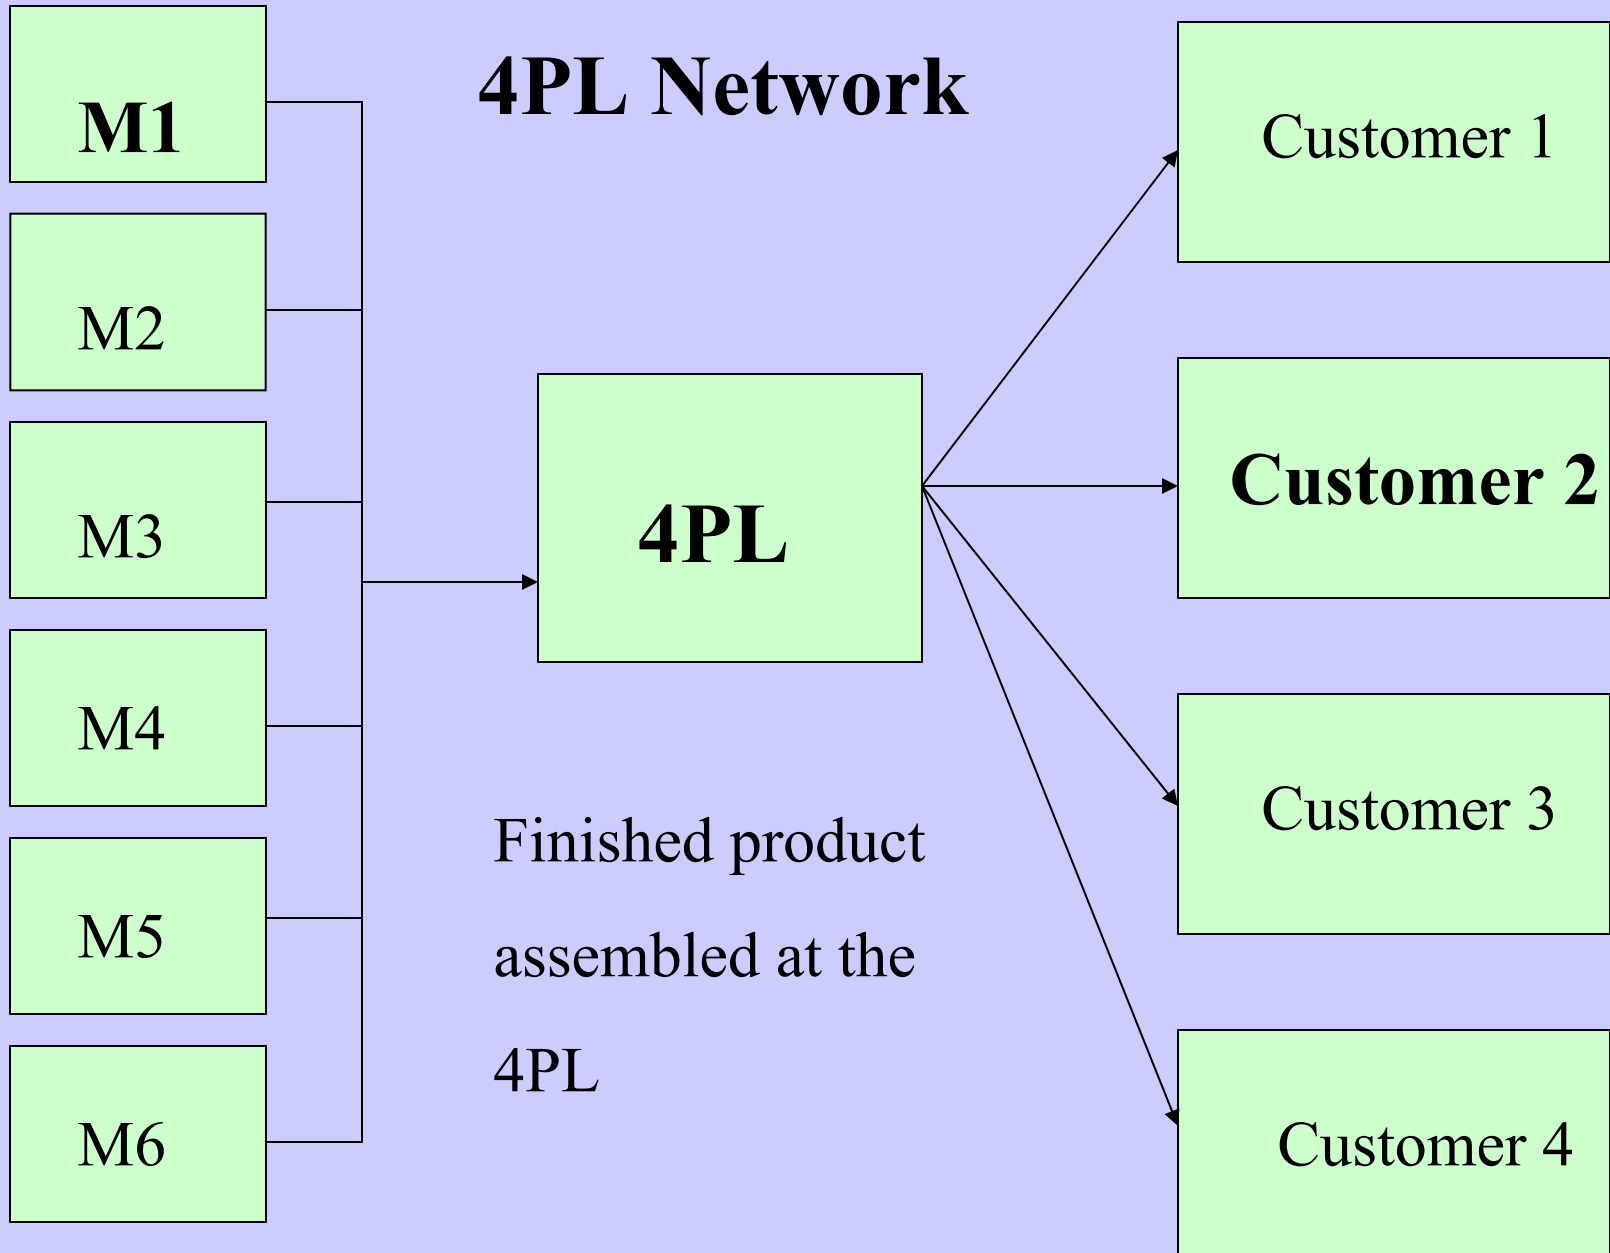 4PL Network
M1
M2
M3
M4
M5
M6
4PL
Finished product
assembled at the
4PL
Customer 1
Customer 2
Customer 3
Customer 4